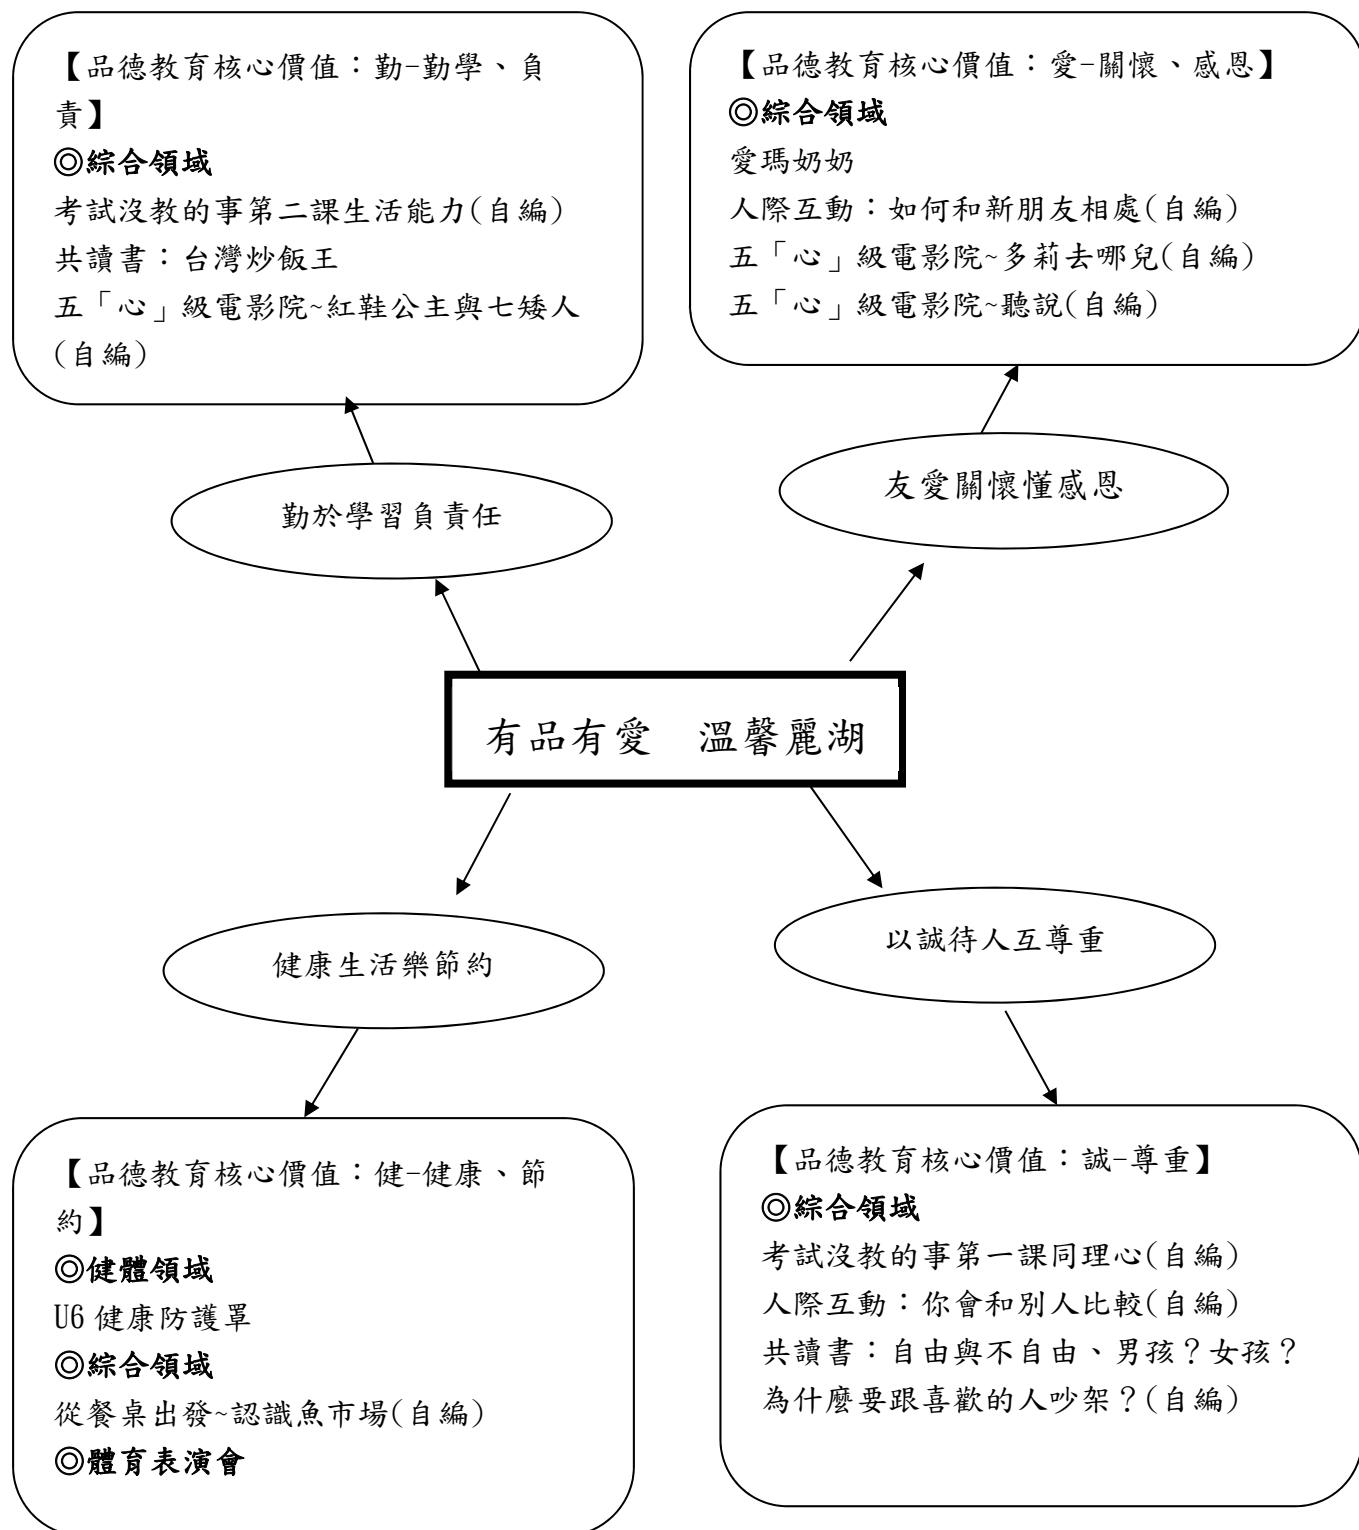 【品德教育核心價值：勤-勤學、負
責】
◎綜合領域
考試沒教的事第二課生活能力(自編)
共讀書：台灣炒飯王
五「心」級電影院~紅鞋公主與七矮人
(自編)
【品德教育核心價值：愛-關懷、感恩】
◎綜合領域
愛瑪奶奶
人際互動：如何和新朋友相處(自編)
五「心」級電影院~多莉去哪兒(自編)
五「心」級電影院~聽說(自編)
勤於學習負責任
友愛關懷懂感恩
有品有愛　溫馨麗湖
健康生活樂節約
以誠待人互尊重
【品德教育核心價值：健-健康、節
約】
◎健體領域
U6 健康防護罩
◎綜合領域
從餐桌出發~認識魚市場(自編)
◎體育表演會
【品德教育核心價值：誠-尊重】
◎綜合領域
考試沒教的事第一課同理心(自編)
人際互動：你會和別人比較(自編)
共讀書：自由與不自由、男孩？女孩？
為什麼要跟喜歡的人吵架？(自編)